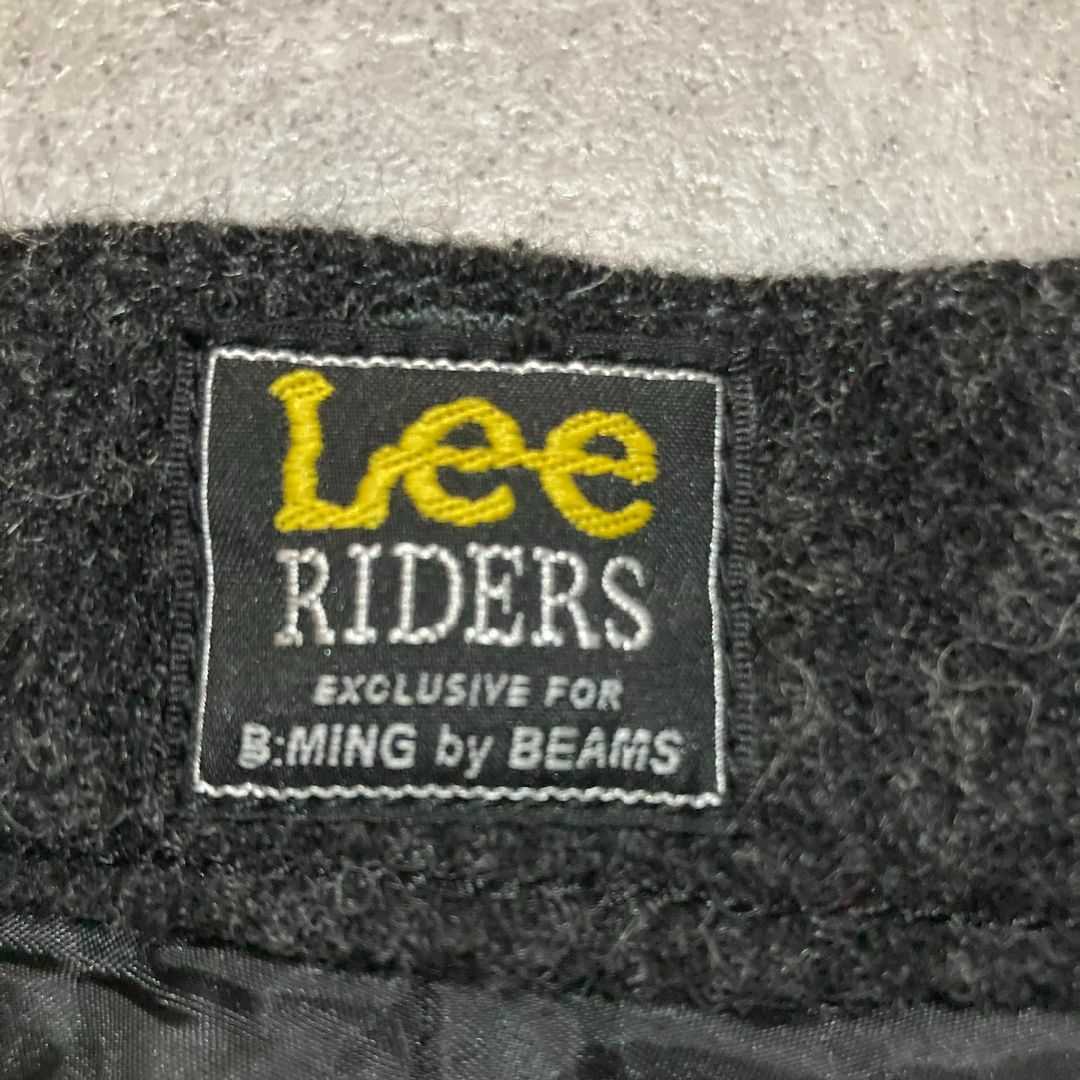 Lee
RIDERS
EXCLUSIVE FOR
B:MING by BEAMS